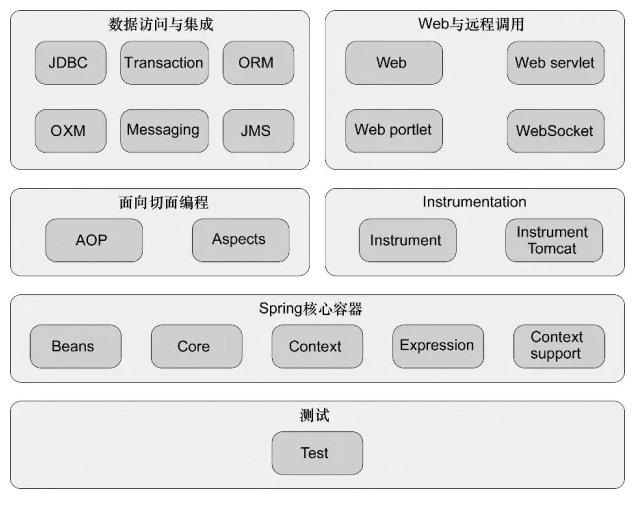 数据访问与集成
JDBC
Transaction
ORM
OXM
Messaging
JMS
Web与远程调用
Web
Web servlet
Web portlet
WebSocket
面向切面编程
AOP
Aspects
Instrumentation
Instrument
Instrument
Tomcat
Spring核心容器
Beans
Core
Context
Expression
Context
support
测试
Test